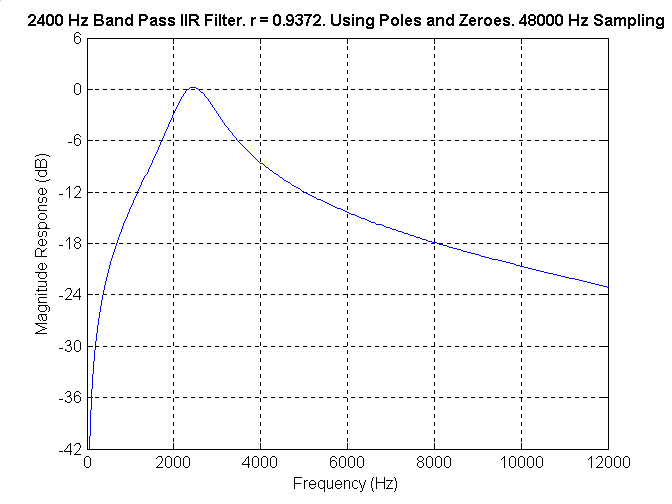 2400 Hz Band Pass IIR Filter. r = 0.9372. Using Poles and Zeroes. 48000 Hz Sampling
6
0
-6
-12
-18
-24
-30
-36
-42
Magnitude Response (dB)
0 2000 4000 6000 8000 10000 12000
Frequency (Hz)